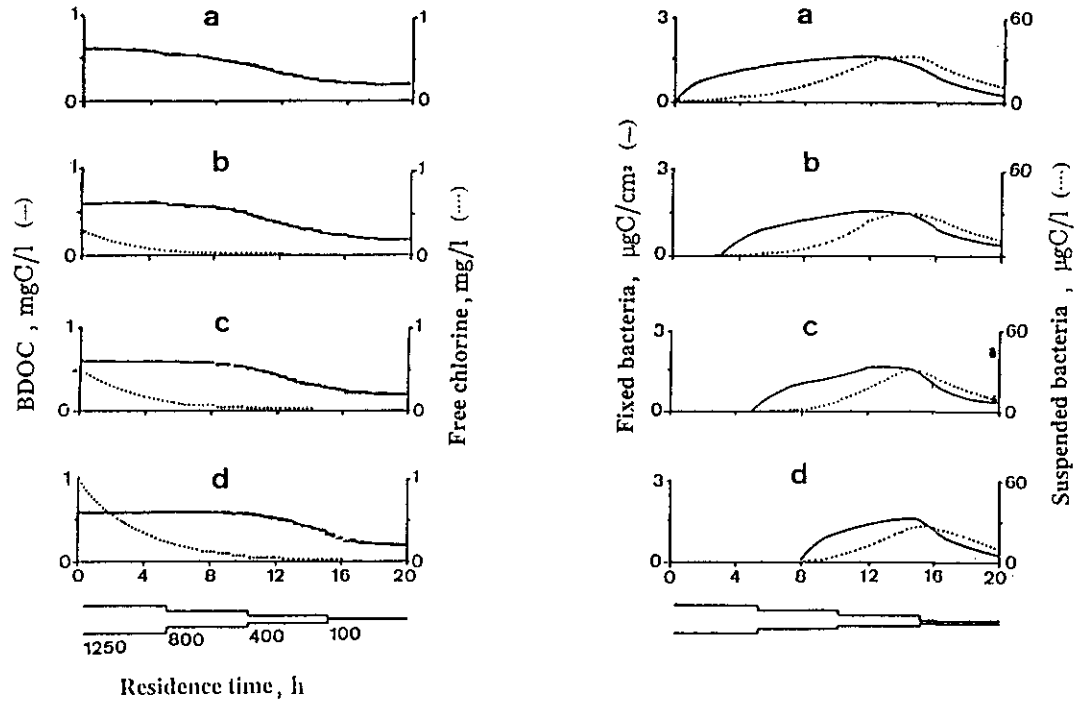 a
1
0
1
0
b
1
0
1
0
c
1
0
1
0
d
1
0
1
0
0 4 8 12 16 20
1250 800 400 100
Residence time, h
BDOC, mgC/l (—)
Free chlorine, mg/l (····)
a
3
0
60
0
b
3
0
60
0
c
3
0
60
0
d
3
0
60
0
0 4 8 12 16 20
Fixed bacteria, µgC/cm² (—)
Suspended bacteria, µgC/l (····)